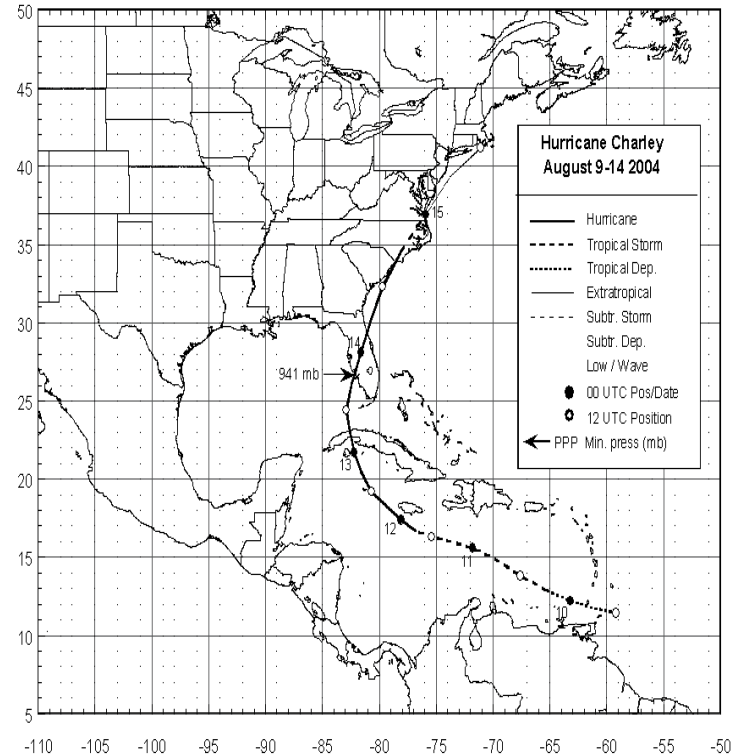 50
45
40
35
30
25
20
15
10
5
Hurricane Charley
August 9-14 2004
Hurricane
Tropical Storm
Tropical Dep.
Extratropical
Subtr. Storm
Subtr. Dep.
Low / Wave
00 UTC Pos/Date
12 UTC Position
PPP Min. press (mb)
15
14
941 mb
13
12
11
10
-110 -105 -100 -95 -90 -85 -80 -75 -70 -65 -60 -55 -50